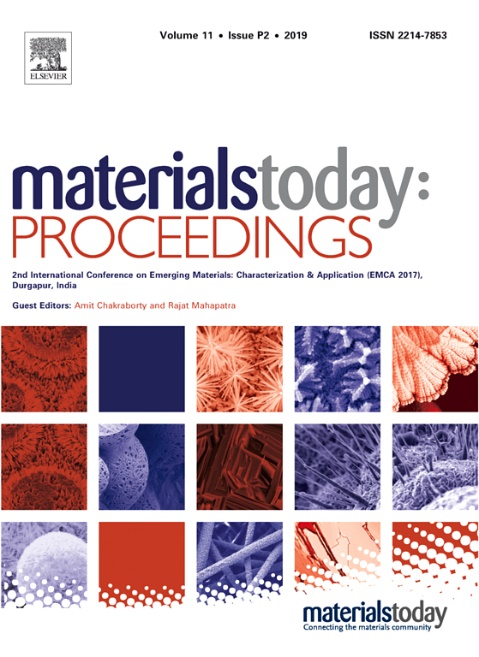 Volume 11 • Issue P2 • 2019
ISSN 2214-7853
ELSEVIER
materialstoday:
PROCEEDINGS
2nd International Conference on Emerging Materials: Characterization & Application (EMCA 2017),
Durgapur, India
Guest Editors: Amit Chakraborty and Rajat Mahapatra
materialstoday
Connecting the materials community